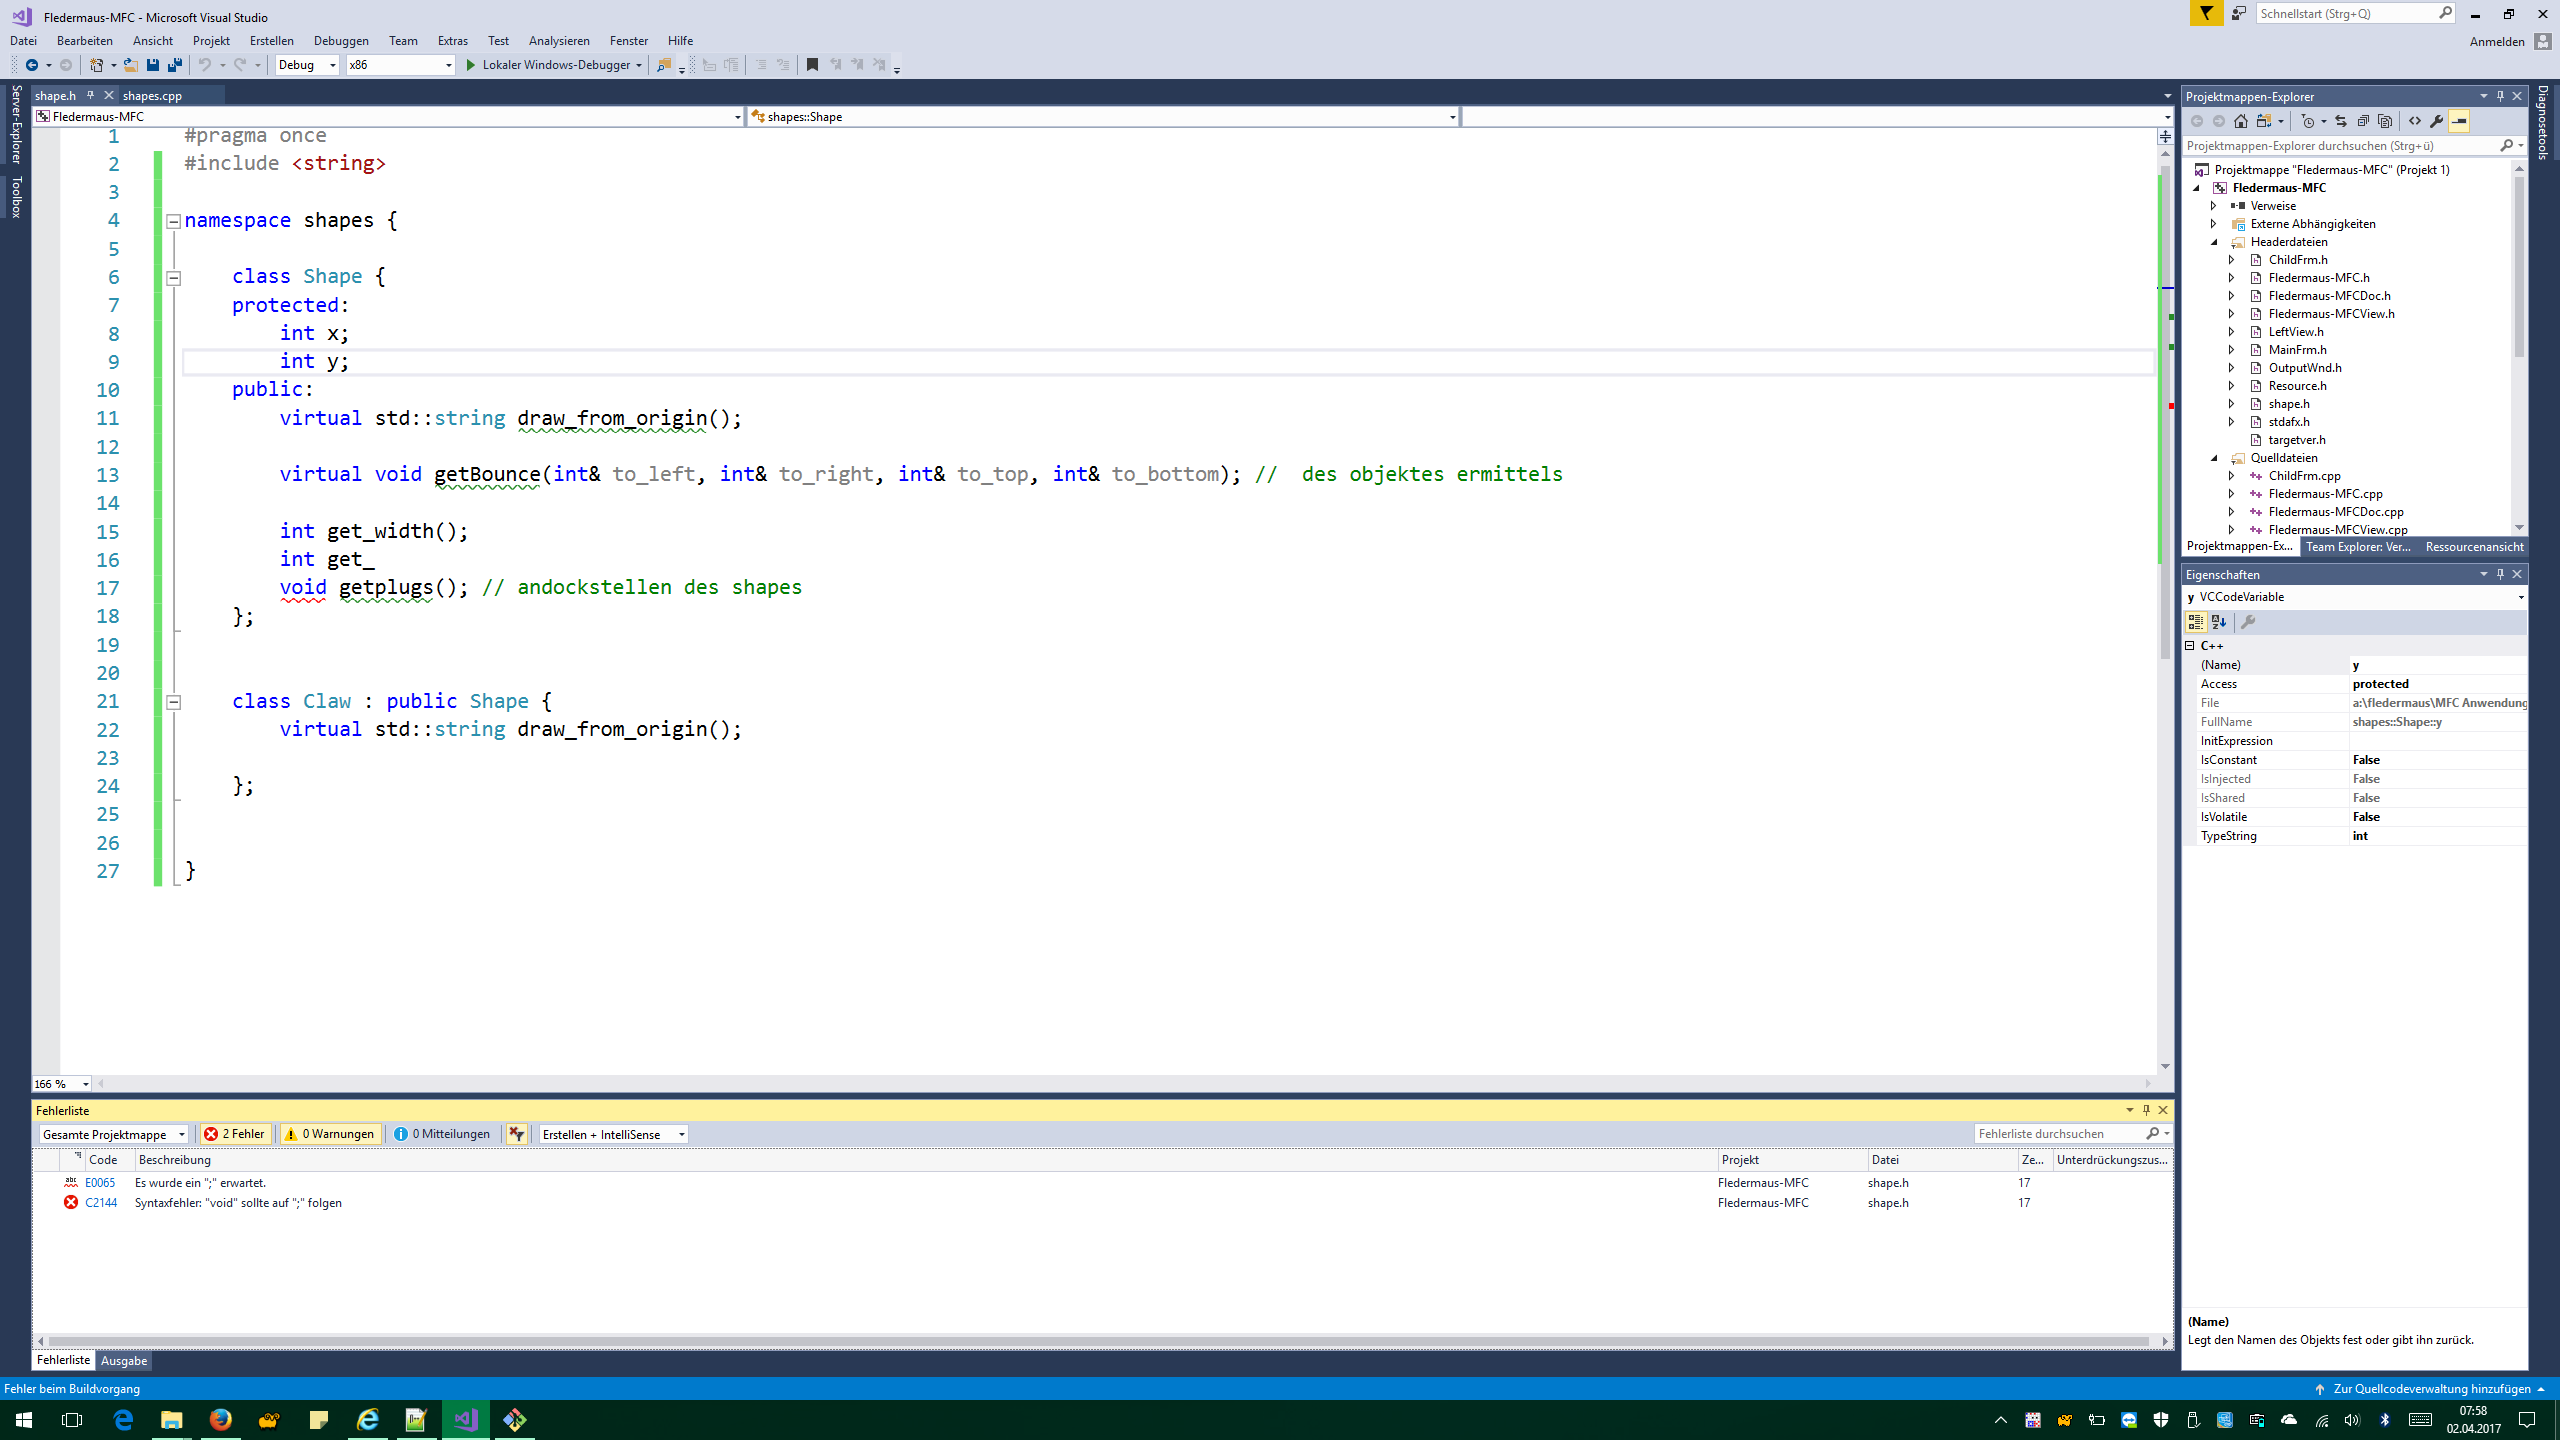 Fledermaus-MFC - Microsoft Visual Studio
Schnellstart (Strg+Q)
Datei Bearbeiten Ansicht Projekt Erstellen Debuggen Team Extras Test Analysieren Fenster Hilfe
Anmelden
Debug x86 Lokaler Windows-Debugger
Server-Explorer
Toolbox
shape.h shapes.cpp
Fledermaus-MFC shapes::Shape
1 #pragma once
2 #include <string>
3
4 namespace shapes {
5
6 class Shape {
7 protected:
8 int x;
9 int y;
10 public:
11 virtual std::string draw_from_origin();
12
13 virtual void getBounce(int& to_left, int& to_right, int& to_top, int& to_bottom); //  des objektes ermittels
14
15 int get_width();
16 int get_
17 void getplugs(); // andockstellen des shapes
18 };
19
20
21 class Claw : public Shape {
22 virtual std::string draw_from_origin();
23
24 };
25
26
27 }
166 %
Fehlerliste
Gesamte Projektmappe 2 Fehler 0 Warnungen 0 Mitteilungen Erstellen + IntelliSense Fehlerliste durchsuchen
Code Beschreibung Projekt Datei Ze... Unterdrückungszus...
abc E0065 Es wurde ein ";" erwartet. Fledermaus-MFC shape.h 17
C2144 Syntaxfehler: "void" sollte auf ";" folgen Fledermaus-MFC shape.h 17
Fehlerliste Ausgabe
Projektmappen-Explorer
Projektmappen-Explorer durchsuchen (Strg+ü)
Projektmappe "Fledermaus-MFC" (Projekt 1)
Fledermaus-MFC
Verweise
Externe Abhängigkeiten
Headerdateien
ChildFrm.h
Fledermaus-MFC.h
Fledermaus-MFCDoc.h
Fledermaus-MFCView.h
LeftView.h
MainFrm.h
OutputWnd.h
Resource.h
shape.h
stdafx.h
targetver.h
Quelldateien
ChildFrm.cpp
Fledermaus-MFC.cpp
Fledermaus-MFCDoc.cpp
Fledermaus-MFCView.cpp
Projektmappen-Ex... Team Explorer: Ver... Ressourcenansicht
Eigenschaften
y VCCodeVariable
C++
(Name) y
Access protected
File a:\fledermaus\MFC Anwendung
FullName shapes::Shape::y
InitExpression
IsConstant False
IsInjected False
IsShared False
IsVolatile False
TypeString int
(Name)
Legt den Namen des Objekts fest oder gibt ihn zurück.
Diagnosetools
Fehler beim Buildvorgang
Zur Quellcodeverwaltung hinzufügen
07:58
02.04.2017